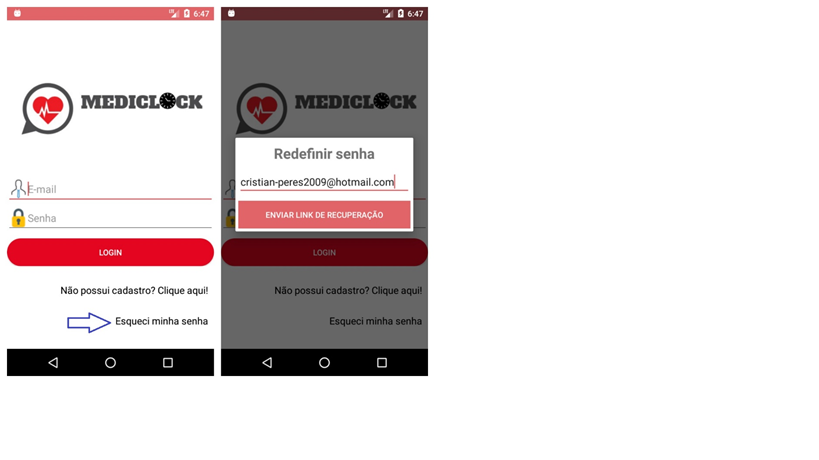 6:47
MEDICLOCK
E-mail
Senha
LOGIN
Não possui cadastro? Clique aqui!
Esqueci minha senha
6:47
MEDICLOCK
Redefinir senha
cristian-peres2009@hotmail.com
ENVIAR LINK DE RECUPERAÇÃO
LOGIN
Não possui cadastro? Clique aqui!
Esqueci minha senha